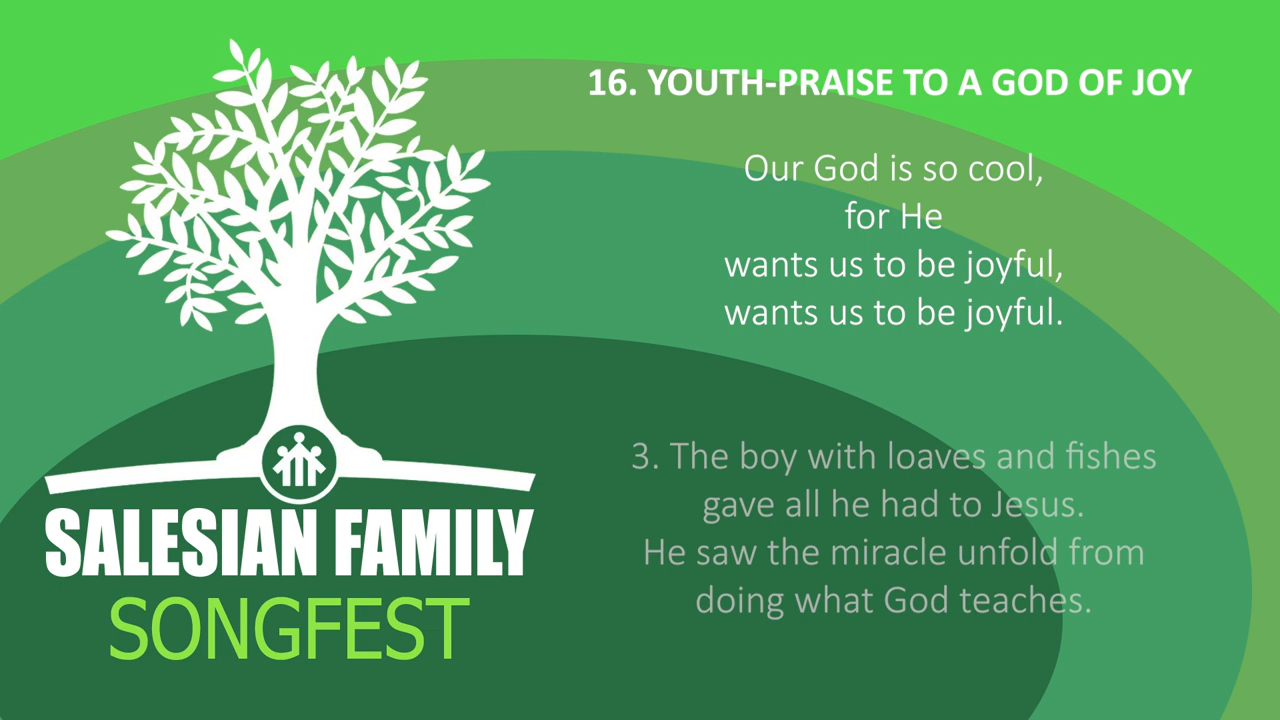 16. YOUTH-PRAISE TO A GOD OF JOY
Our God is so cool,
for He
wants us to be joyful,
wants us to be joyful.
3. The boy with loaves and fishes
gave all he had to Jesus.
He saw the miracle unfold from
doing what God teaches.
SALESIAN FAMILY
SONGFEST